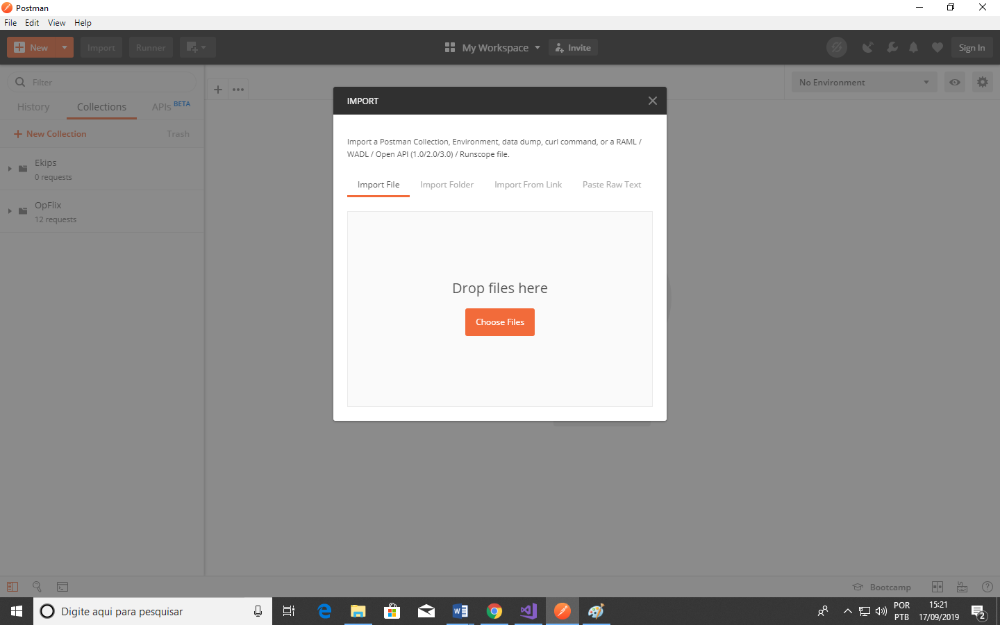 Postman
File Edit View Help
New Import Runner My Workspace Invite Sign In
Filter
No Environment
History Collections APIs BETA
+ New Collection Trash
Ekips
0 requests
OpFlix
12 requests
IMPORT
Import a Postman Collection, Environment, data dump, curl command, or a RAML /
WADL / Open API (1.0/2.0/3.0) / Runscope file.
Import File Import Folder Import From Link Paste Raw Text
Drop files here
Choose Files
Bootcamp
Digite aqui para pesquisar
POR
PTB
15:21
17/09/2019
2